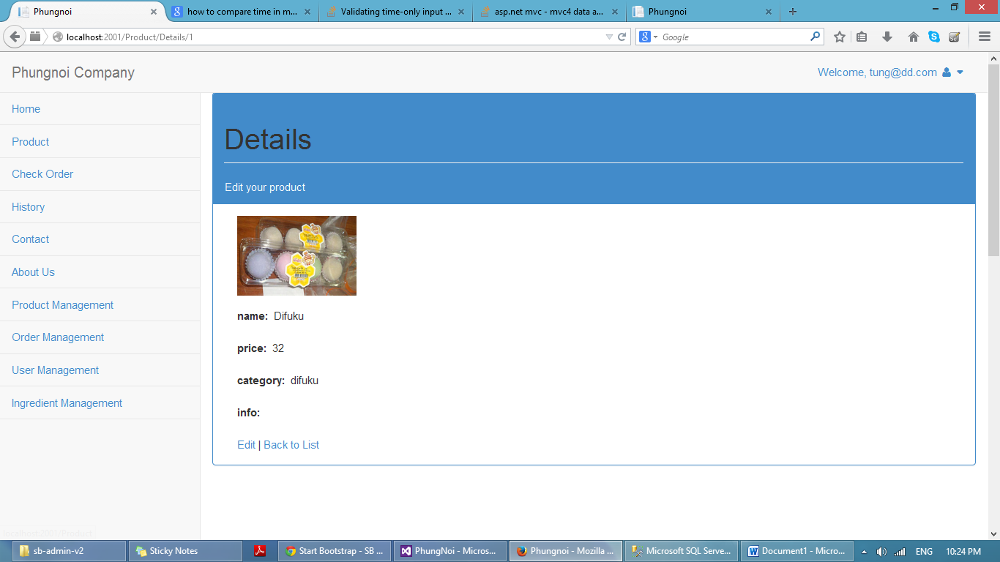 Phungnoi
how to compare time in m...
Validating time-only input ...
asp.net mvc - mvc4 data a...
Phungnoi
localhost:2001/Product/Details/1
Google
Phungnoi Company
Welcome, tung@dd.com
Home
Product
Check Order
History
Contact
About Us
Product Management
Order Management
User Management
Ingredient Management
Details
Edit your product
name: Difuku
price: 32
category: difuku
info:
Edit | Back to List
localhost:2001/Product
sb-admin-v2
Sticky Notes
Start Bootstrap - SB ...
PhungNoi - Micros...
Phungnoi - Mozilla ...
Microsoft SQL Serve...
Document1 - Micro...
ENG
10:24 PM